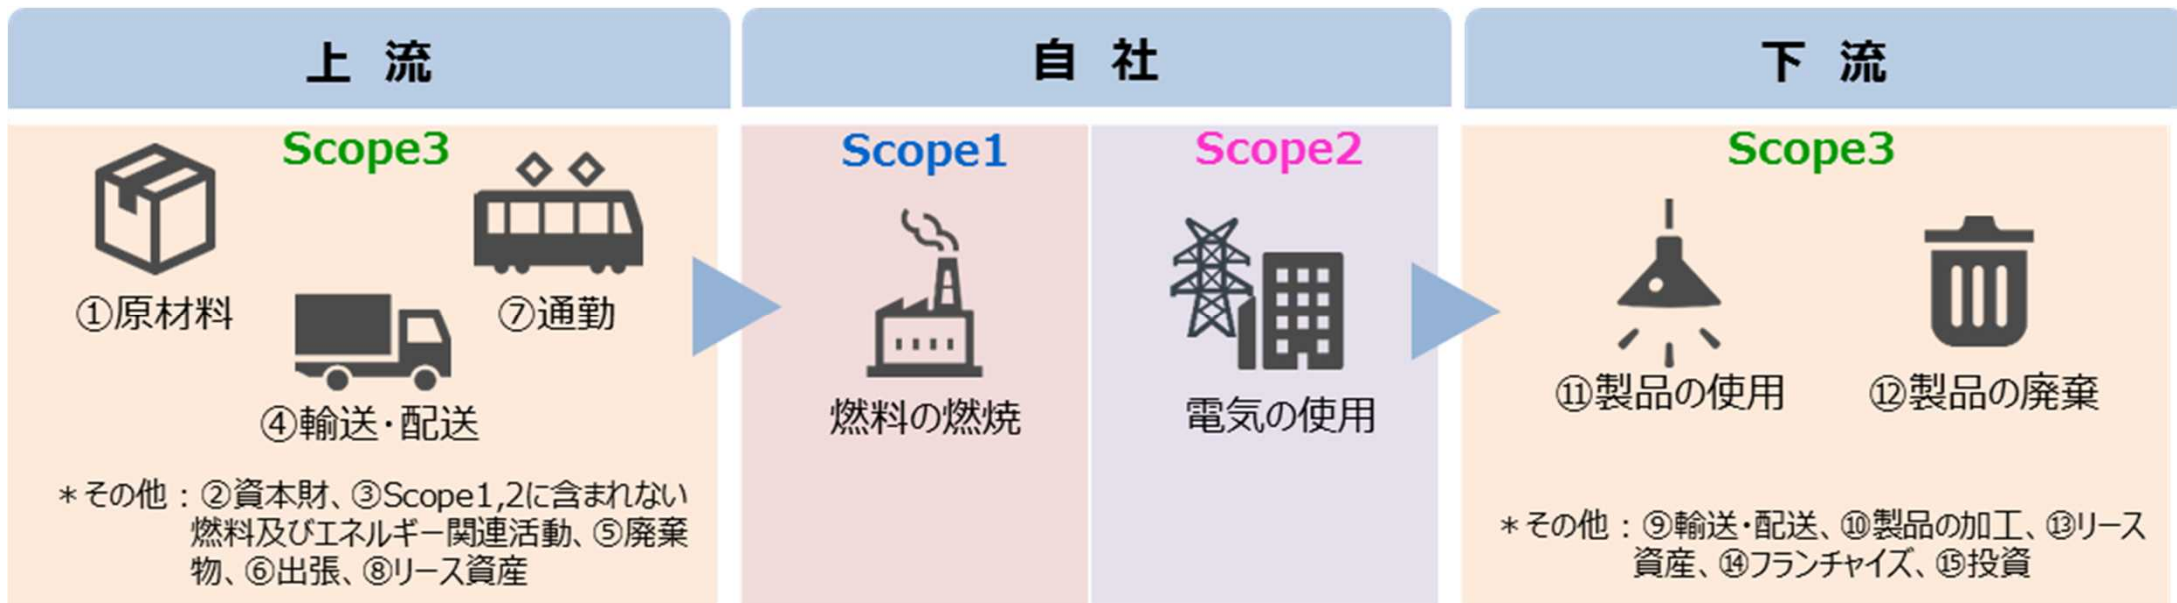 上 流
Scope3
①原材料
⑦通勤
④輸送・配送
＊その他：②資本財、③Scope1,2に含まれない
燃料及びエネルギー関連活動、⑤廃棄
物、⑥出張、⑧リース資産
自 社
Scope1
燃料の燃焼
Scope2
電気の使用
下 流
Scope3
⑪製品の使用
⑫製品の廃棄
＊その他：⑨輸送・配送、⑩製品の加工、⑬リース
資産、⑭フランチャイズ、⑮投資